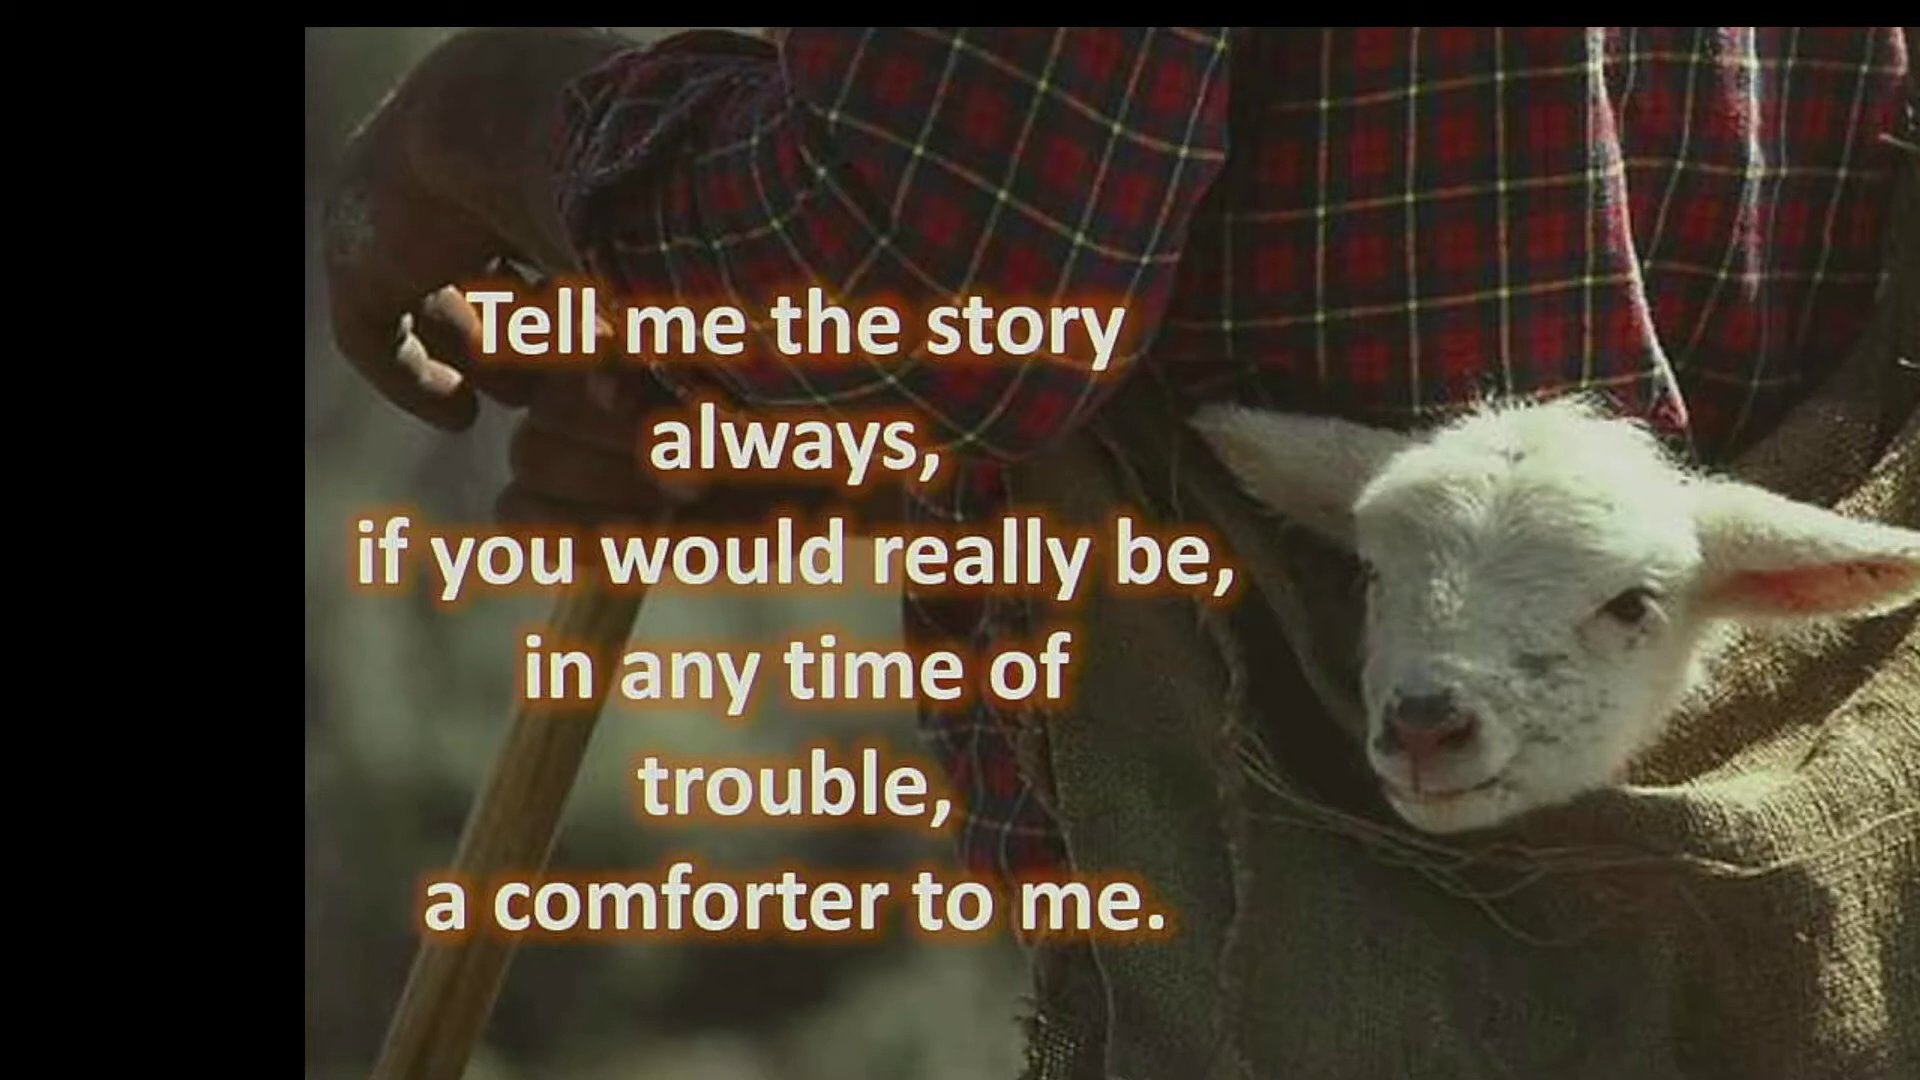 Tell me the story
always,
if you would really be,
in any time of
trouble,
a comforter to me.